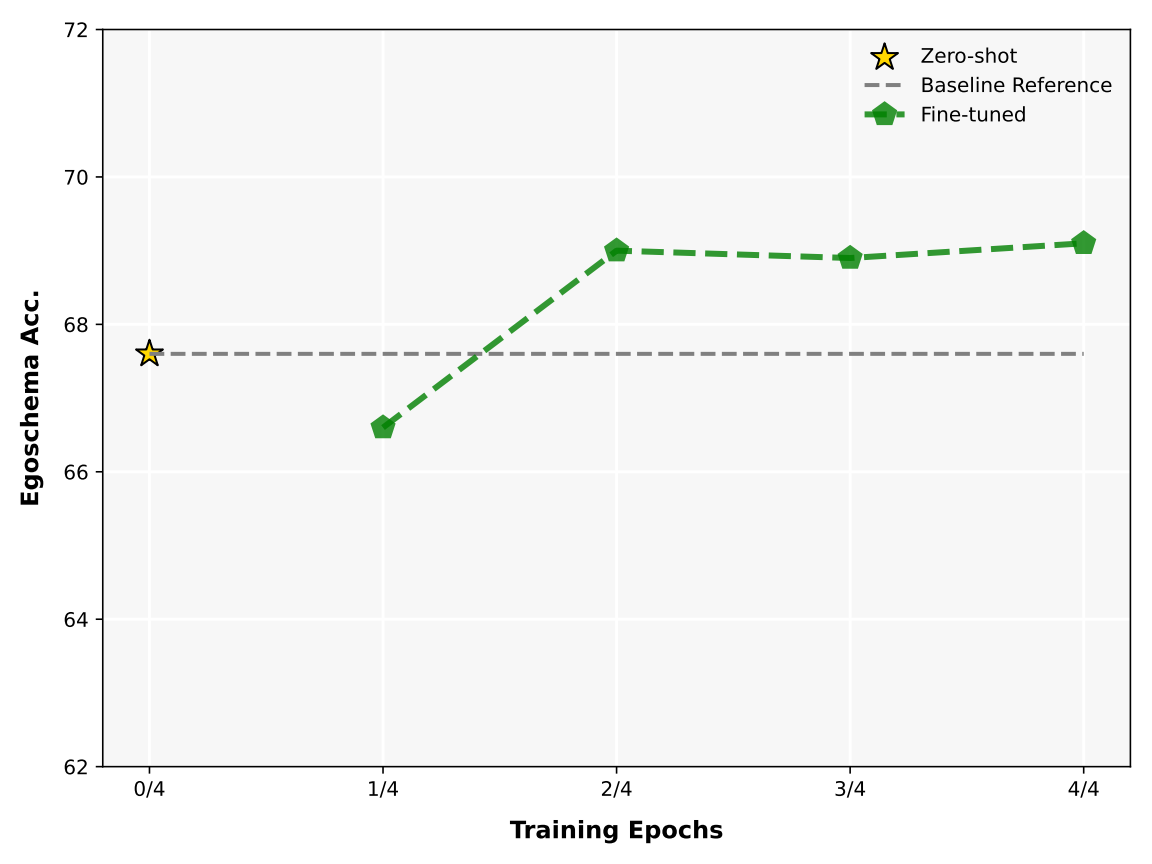 72
70
68
66
64
62
Egoschema Acc.
Zero-shot
Baseline Reference
Fine-tuned
0/4 1/4 2/4 3/4 4/4
Training Epochs